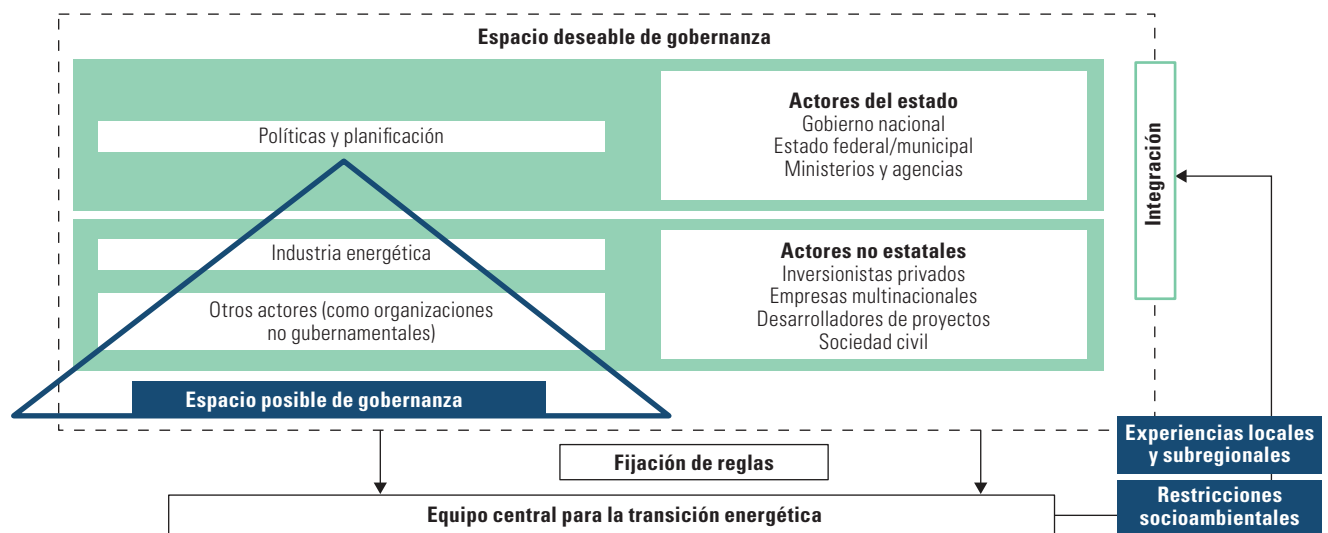 Espacio deseable de gobernanza
Políticas y planificación
Actores del estado
Gobierno nacional
Estado federal/municipal
Ministerios y agencias
Industria energética
Otros actores (como organizaciones
no gubernamentales)
Actores no estatales
Inversionistas privados
Empresas multinacionales
Desarrolladores de proyectos
Sociedad civil
Integración
Espacio posible de gobernanza
Fijación de reglas
Equipo central para la transición energética
Experiencias locales
y subregionales
Restricciones
socioambientales